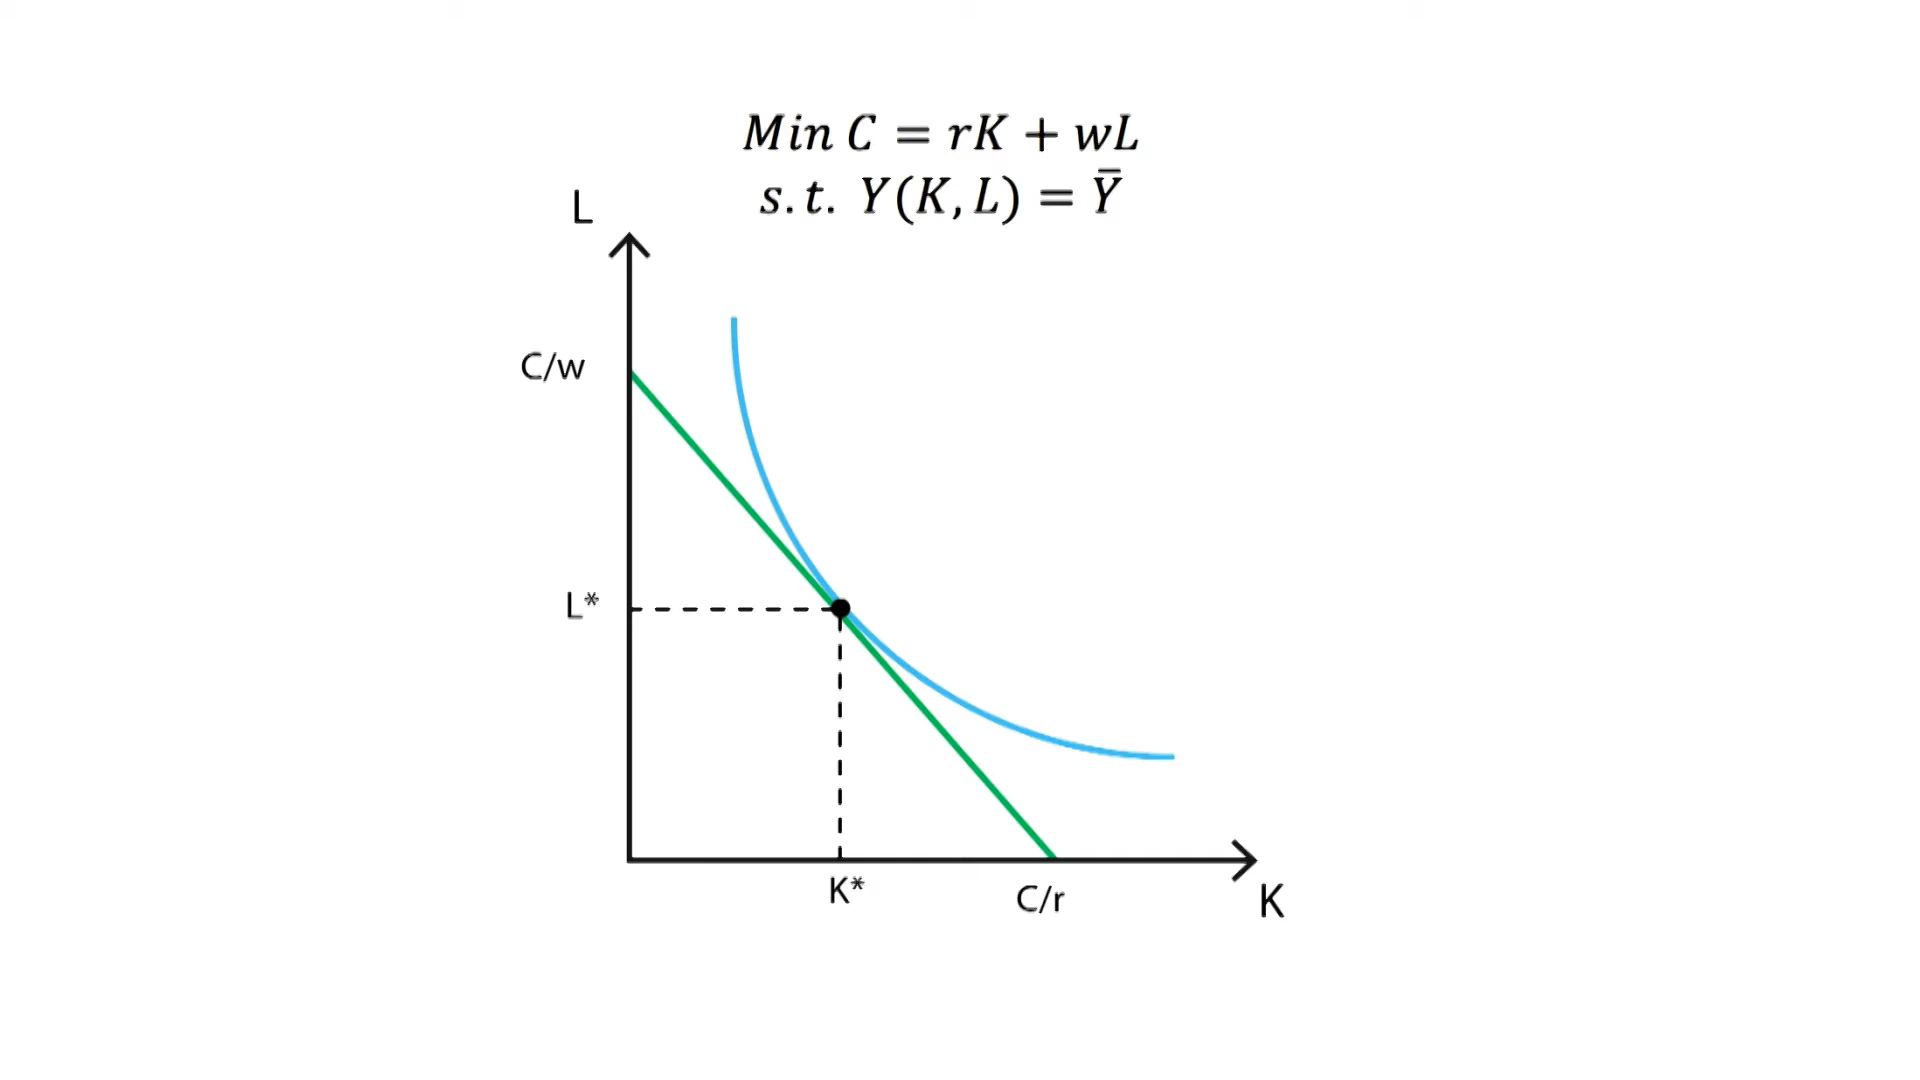 Min C = rK + wL
s.t. Y(K, L) = Ȳ
L
C/w
L*
K*
C/r
K